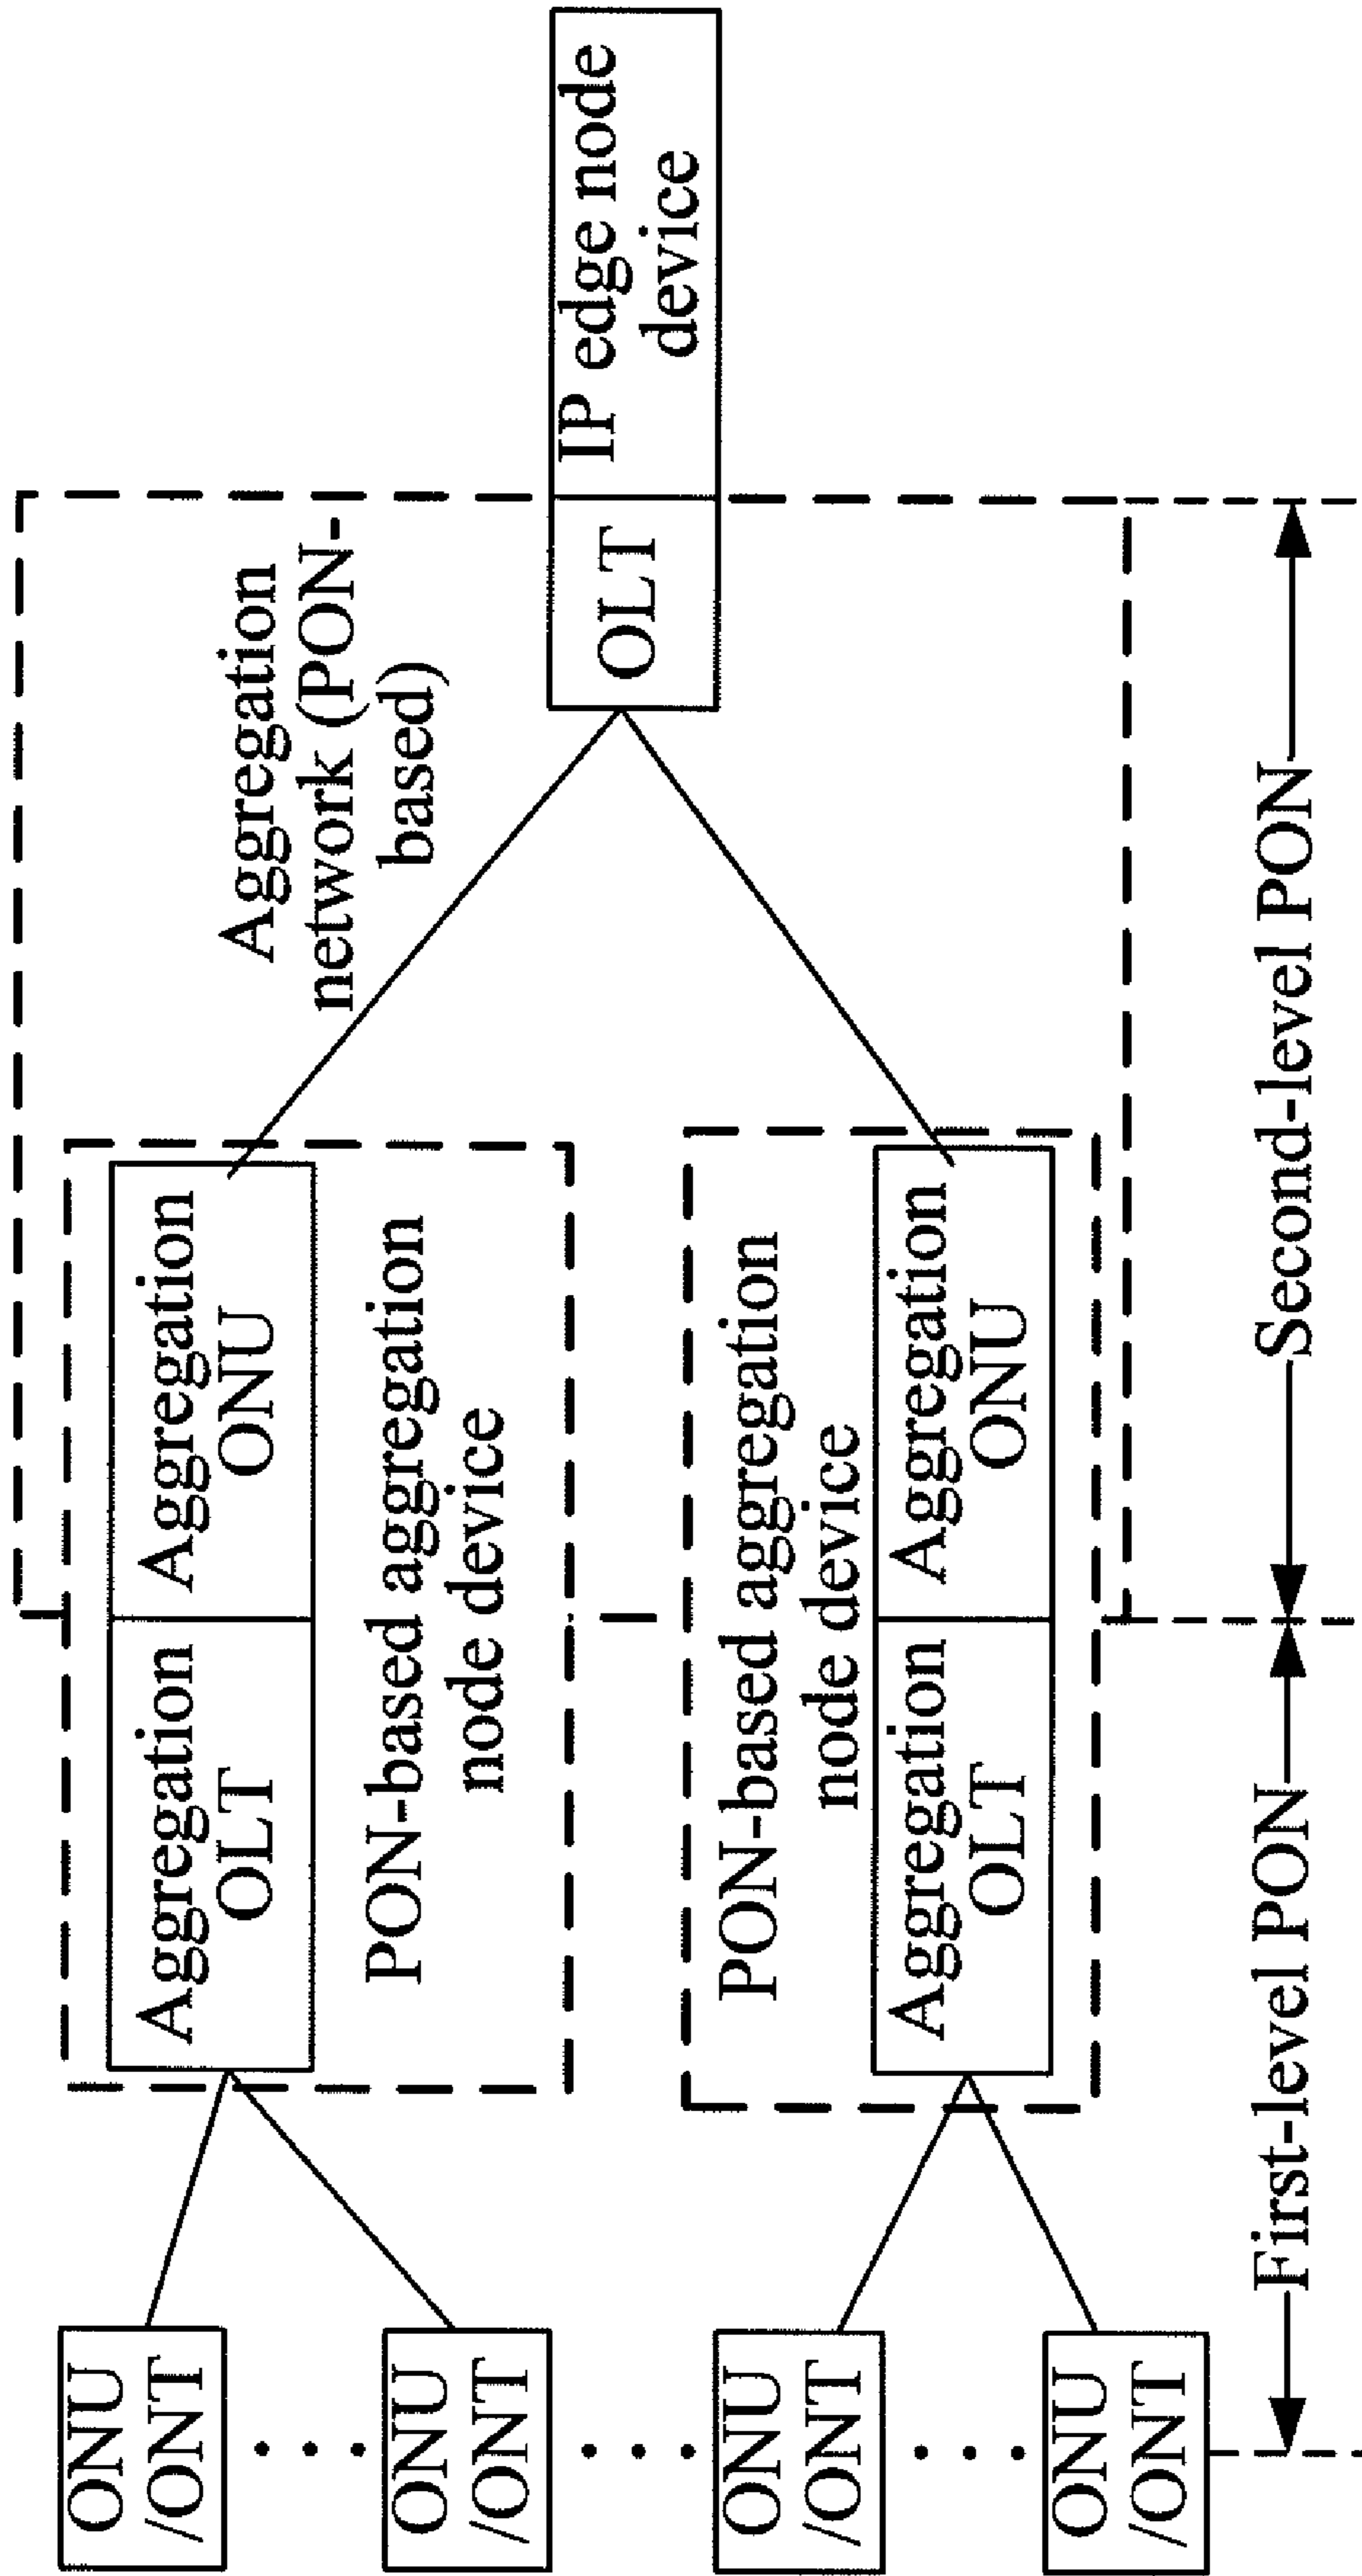 ONU
/ONT
ONU
/ONT
ONU
/ONT
ONU
/ONT
Aggregation
OLT
Aggregation
ONU
PON-based aggregation
node device
PON-based aggregation
node device
Aggregation
OLT
Aggregation
ONU
Aggregation
network (PON-
based)
OLT
IP edge node
device
First-level PON
Second-level PON